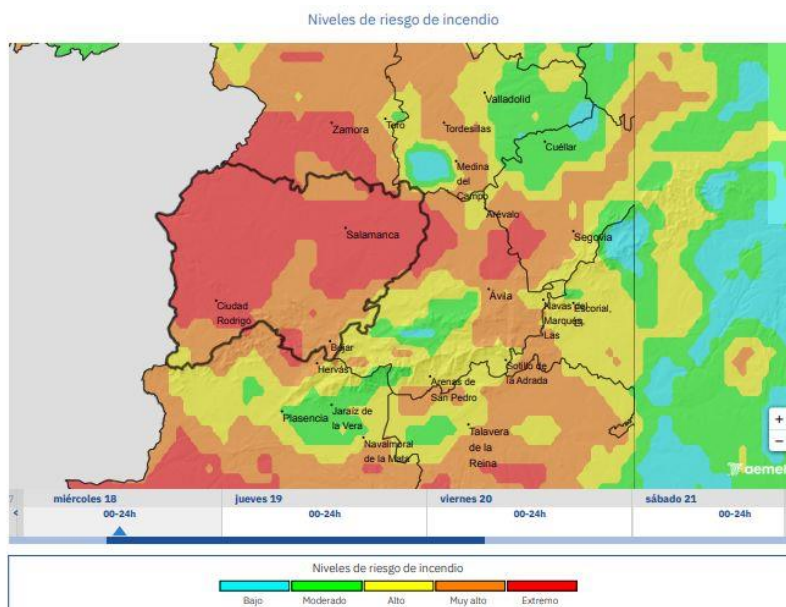 Niveles de riesgo de incendio
Valladolid
Zamora
Toro
Tordesillas
Cuéllar
Medina
del
Campo
Arévalo
Salamanca
Segovia
Ávila
Ciudad
Rodrigo
Navas del
Marqués,
Las
Escorial,
Béjar
Hervás
Sotillo de
la Adrada
Arenas de
San Pedro
Plasencia
Jaraíz de
la Vera
Talavera
de la
Reina
Navalmoral
de la Mata
+
−
aemet
7
miércoles 18
jueves 19
viernes 20
sábado 21
<
00-24h
00-24h
00-24h
00-24h
Niveles de riesgo de incendio
Bajo
Moderado
Alto
Muy alto
Extremo